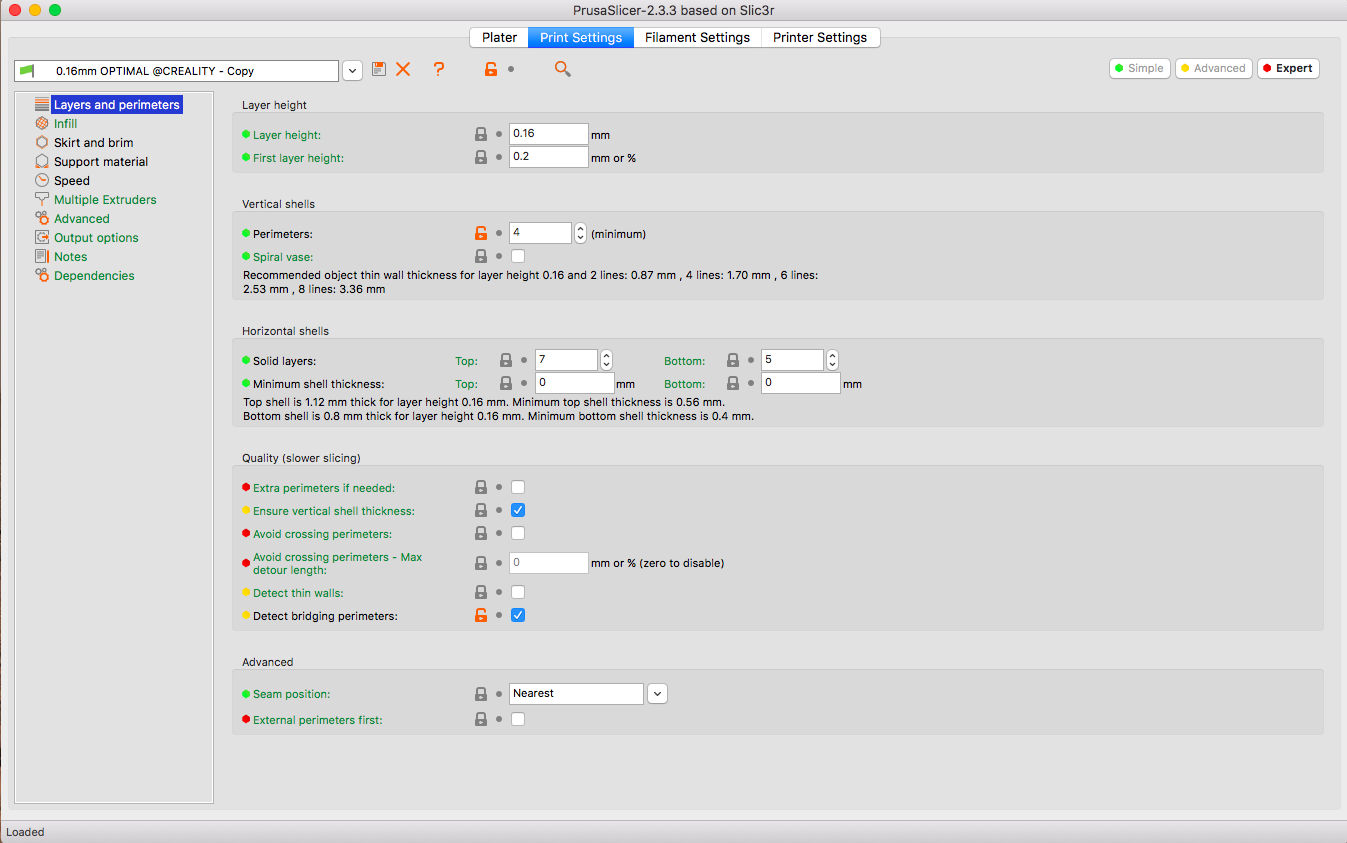 PrusaSlicer-2.3.3 based on Slic3r
Plater Print Settings Filament Settings Printer Settings
0.16mm OPTIMAL @CREALITY - Copy
? Simple Advanced Expert
Layers and perimeters
Infill
Skirt and brim
Support material
Speed
Multiple Extruders
Advanced
Output options
Notes
Dependencies
Layer height
Layer height: 0.16 mm
First layer height: 0.2 mm or %
Vertical shells
Perimeters: 4 (minimum)
Spiral vase:
Recommended object thin wall thickness for layer height 0.16 and 2 lines: 0.87 mm , 4 lines: 1.70 mm , 6 lines:
2.53 mm , 8 lines: 3.36 mm
Horizontal shells
Solid layers: Top: 7 Bottom: 5
Minimum shell thickness: Top: 0 mm Bottom: 0 mm
Top shell is 1.12 mm thick for layer height 0.16 mm. Minimum top shell thickness is 0.56 mm.
Bottom shell is 0.8 mm thick for layer height 0.16 mm. Minimum bottom shell thickness is 0.4 mm.
Quality (slower slicing)
Extra perimeters if needed:
Ensure vertical shell thickness:
Avoid crossing perimeters:
Avoid crossing perimeters - Max
detour length: 0 mm or % (zero to disable)
Detect thin walls:
Detect bridging perimeters:
Advanced
Seam position: Nearest
External perimeters first:
Loaded